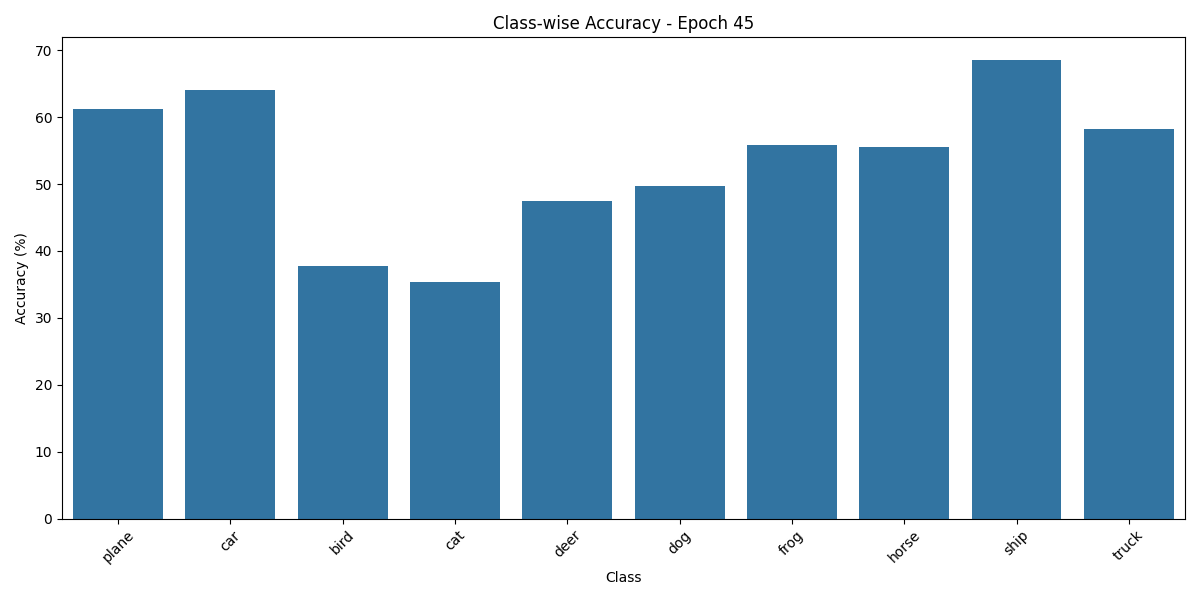 Class-wise Accuracy - Epoch 45
Accuracy (%)
70
60
50
40
30
20
10
0
plane
car
bird
cat
deer
dog
frog
horse
ship
truck
Class